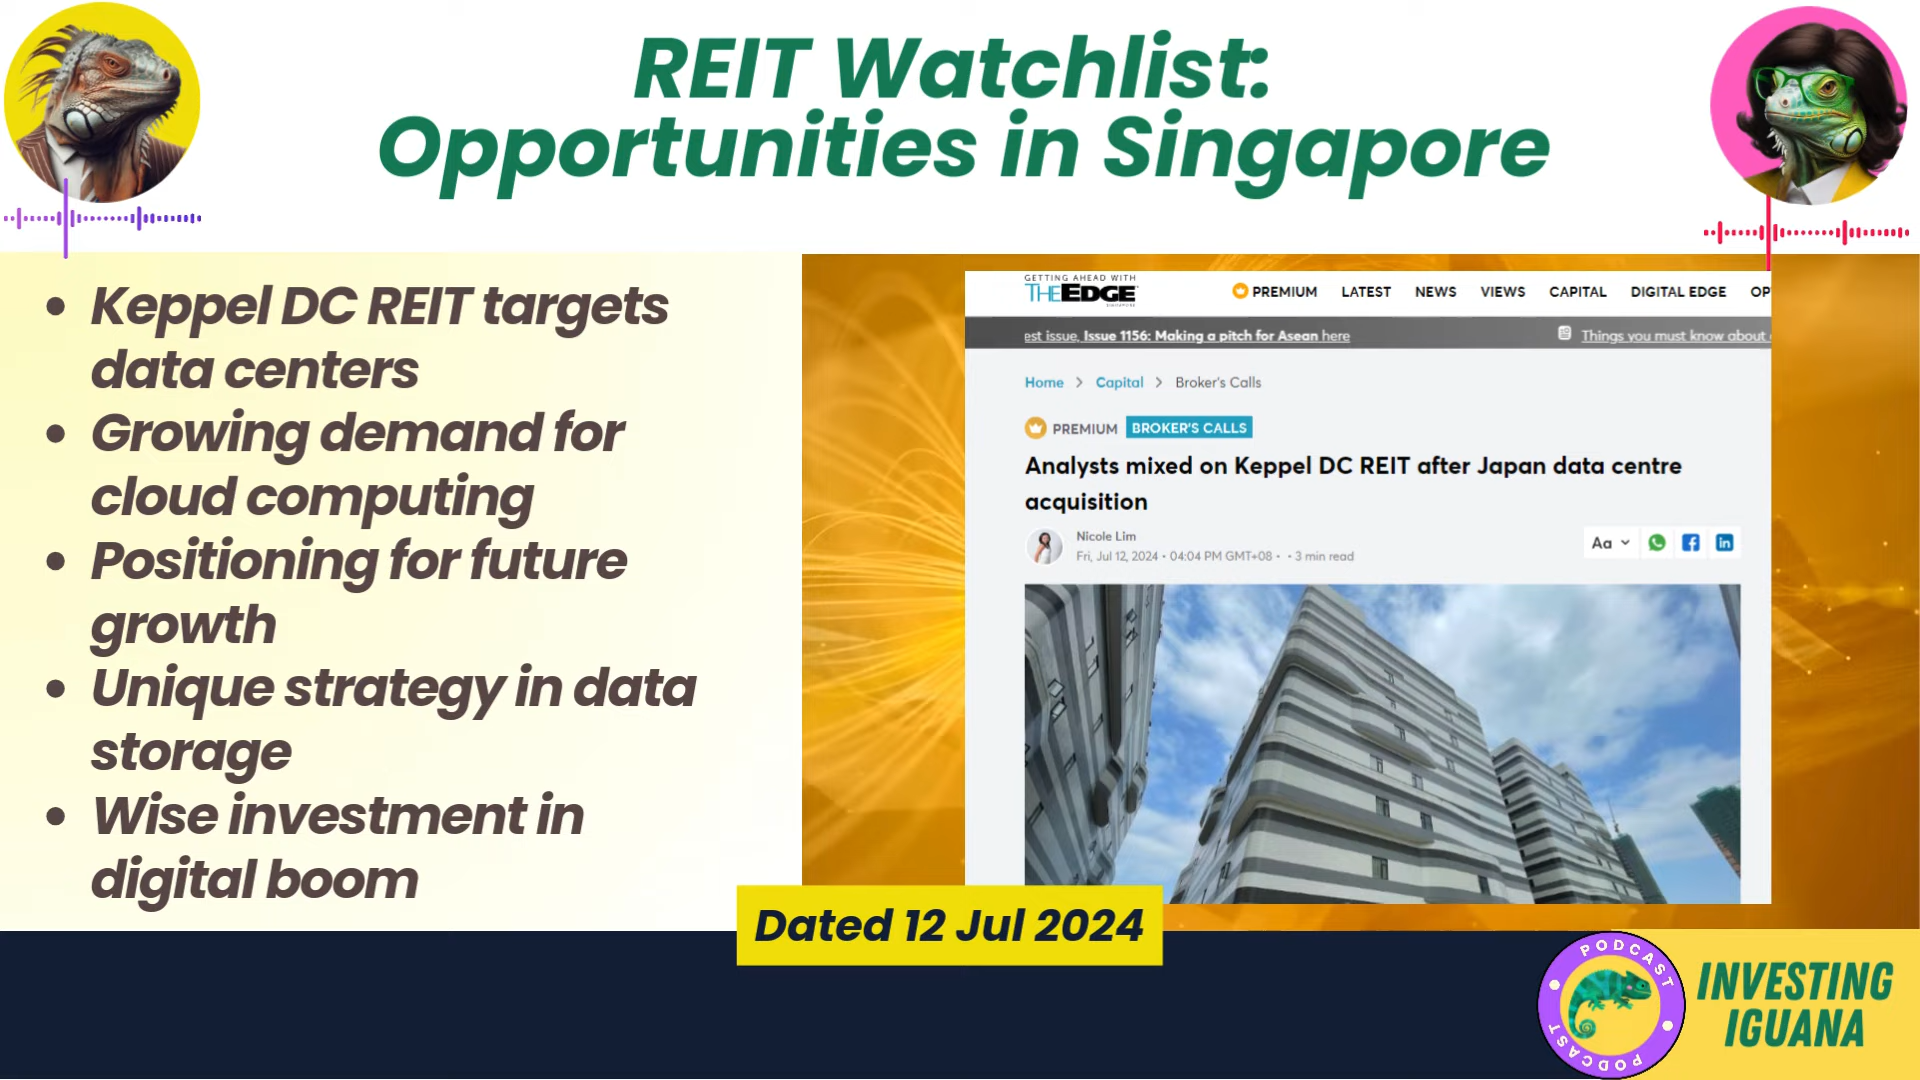 REIT Watchlist:
Opportunities in Singapore
• Keppel DC REIT targets
data centers
• Growing demand for
cloud computing
• Positioning for future
growth
• Unique strategy in data
storage
• Wise investment in
digital boom
GETTING AHEAD WITH
THEEDGE
SINGAPORE
PREMIUM LATEST NEWS VIEWS CAPITAL DIGITAL EDGE OP
est issue, Issue 1156: Making a pitch for Asean here
Things you must know about
Home > Capital > Broker's Calls
PREMIUM BROKER'S CALLS
Analysts mixed on Keppel DC REIT after Japan data centre
acquisition
Nicole Lim
Fri, Jul 12, 2024 • 04:04 PM GMT+08 • • 3 min read
Aa
Dated 12 Jul 2024
PODCAST
PODCAST
INVESTING
IGUANA